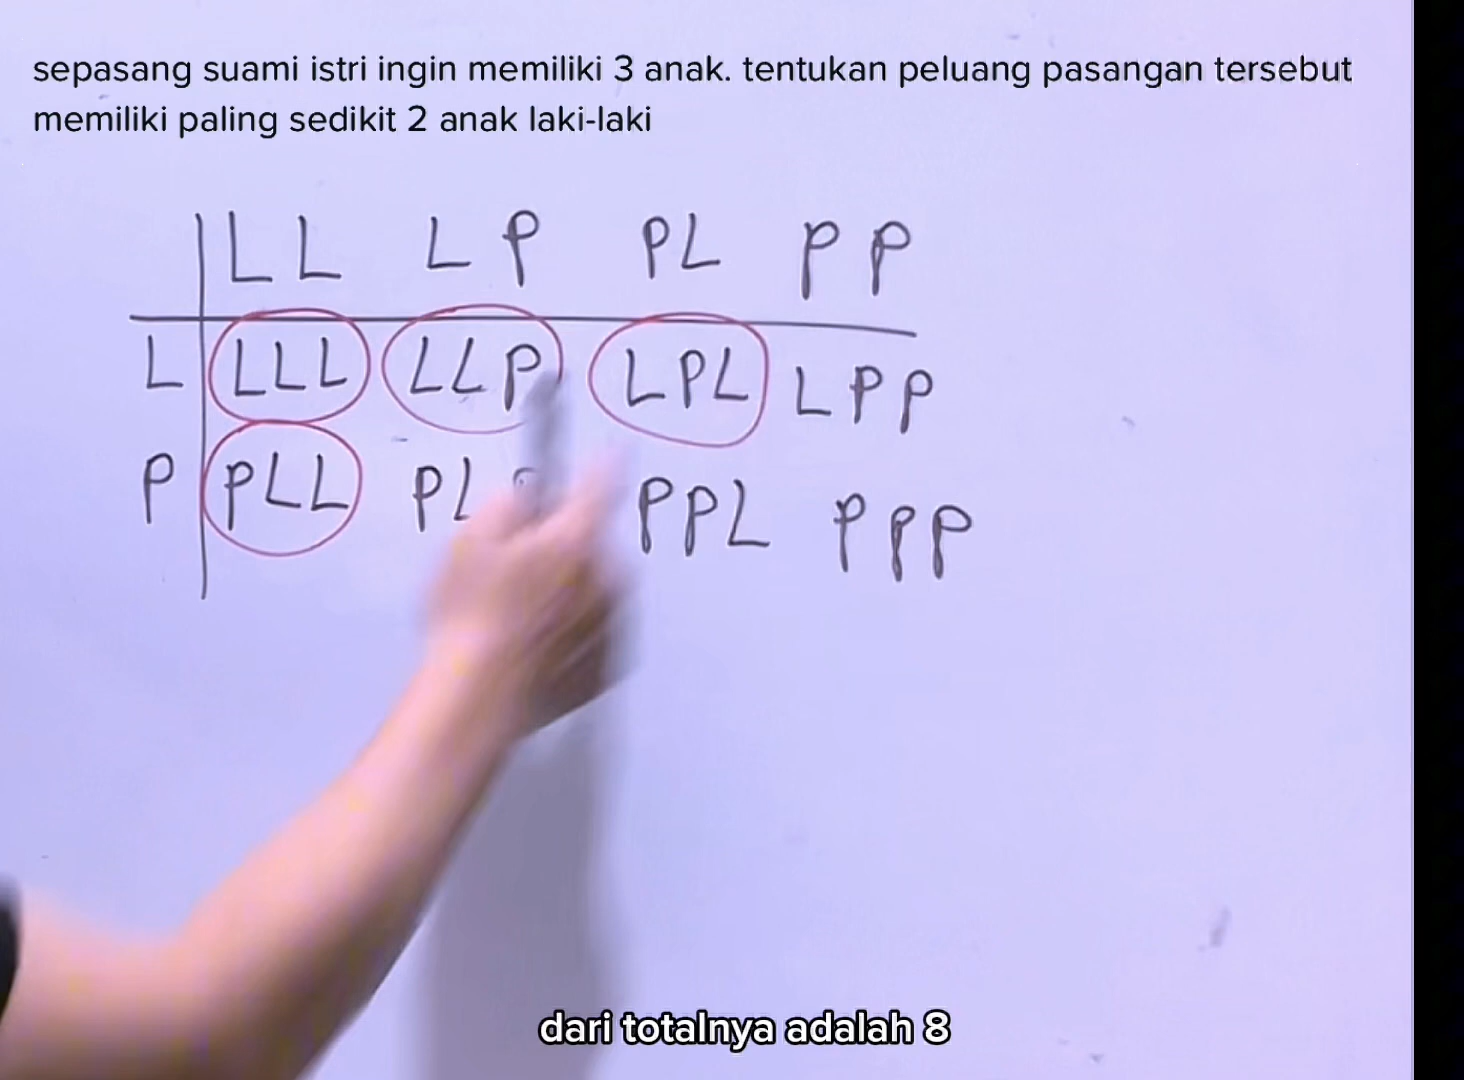 sepasang suami istri ingin memiliki 3 anak. tentukan peluang pasangan tersebut
memiliki paling sedikit 2 anak laki-laki
LL LP PL PP
L LLL LLP LPL LPP
P PLL PPL PPP
dari totalnya adalah 8